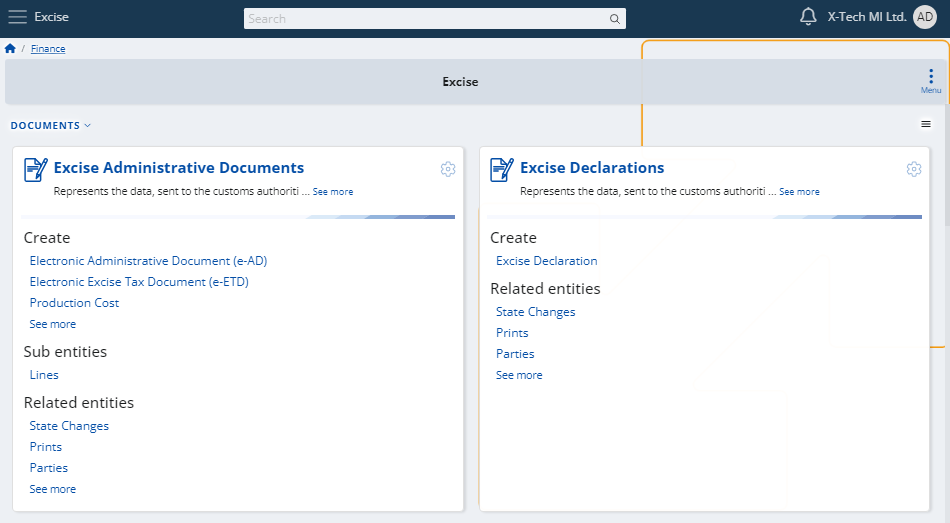 Excise
Search
X-Tech MI Ltd.
AD
/ Finance
Excise
Menu
DOCUMENTS
Excise Administrative Documents
Represents the data, sent to the customs authoriti ... See more
Create
Electronic Administrative Document (e-AD)
Electronic Excise Tax Document (e-ETD)
Production Cost
See more
Sub entities
Lines
Related entities
State Changes
Prints
Parties
See more
Excise Declarations
Represents the data, sent to the customs authoriti ... See more
Create
Excise Declaration
Related entities
State Changes
Prints
Parties
See more